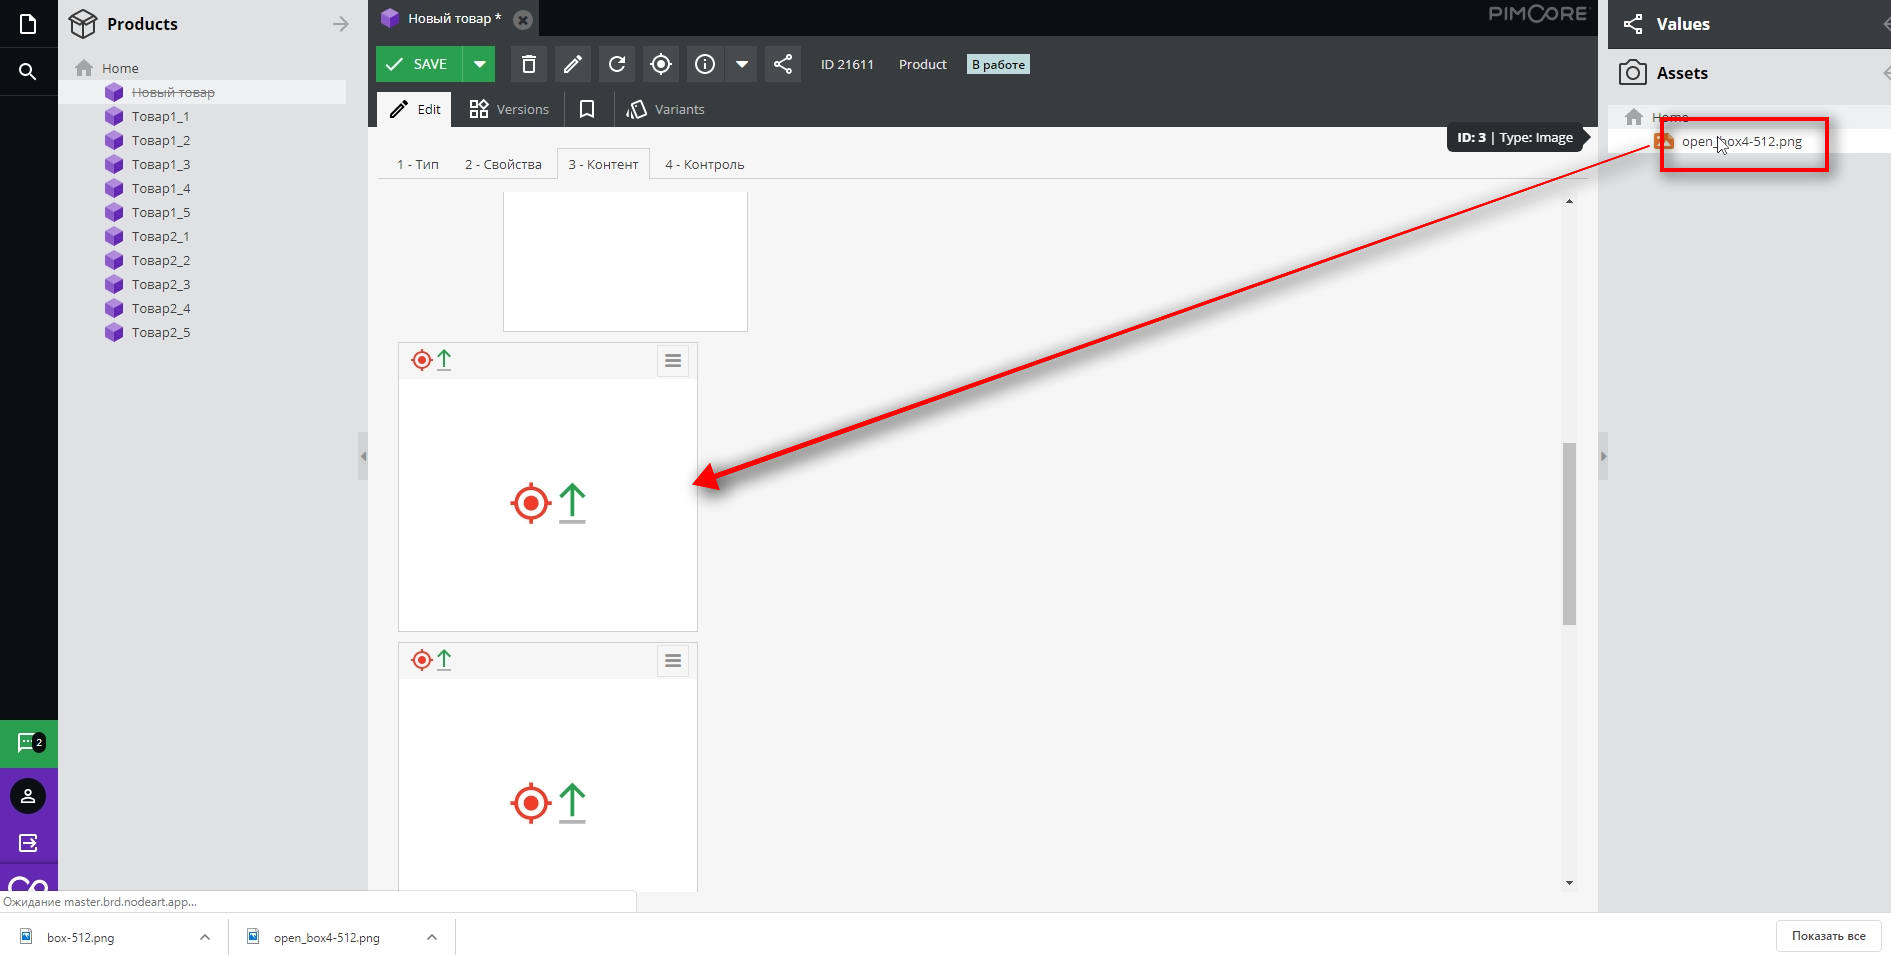 Products
Home
Новый товар
Товар1_1
Товар1_2
Товар1_3
Товар1_4
Товар1_5
Товар2_1
Товар2_2
Товар2_3
Товар2_4
Товар2_5
2
Новый товар *
PIMCORE
SAVE
ID 21611
Product
В работе
Edit
Versions
Variants
1 - Тип
2 - Свойства
3 - Контент
4 - Контроль
ID: 3 | Type: Image
Values
Assets
Home
open_box4-512.png
Ожидание master.brd.nodeart.app...
box-512.png
open_box4-512.png
Показать все